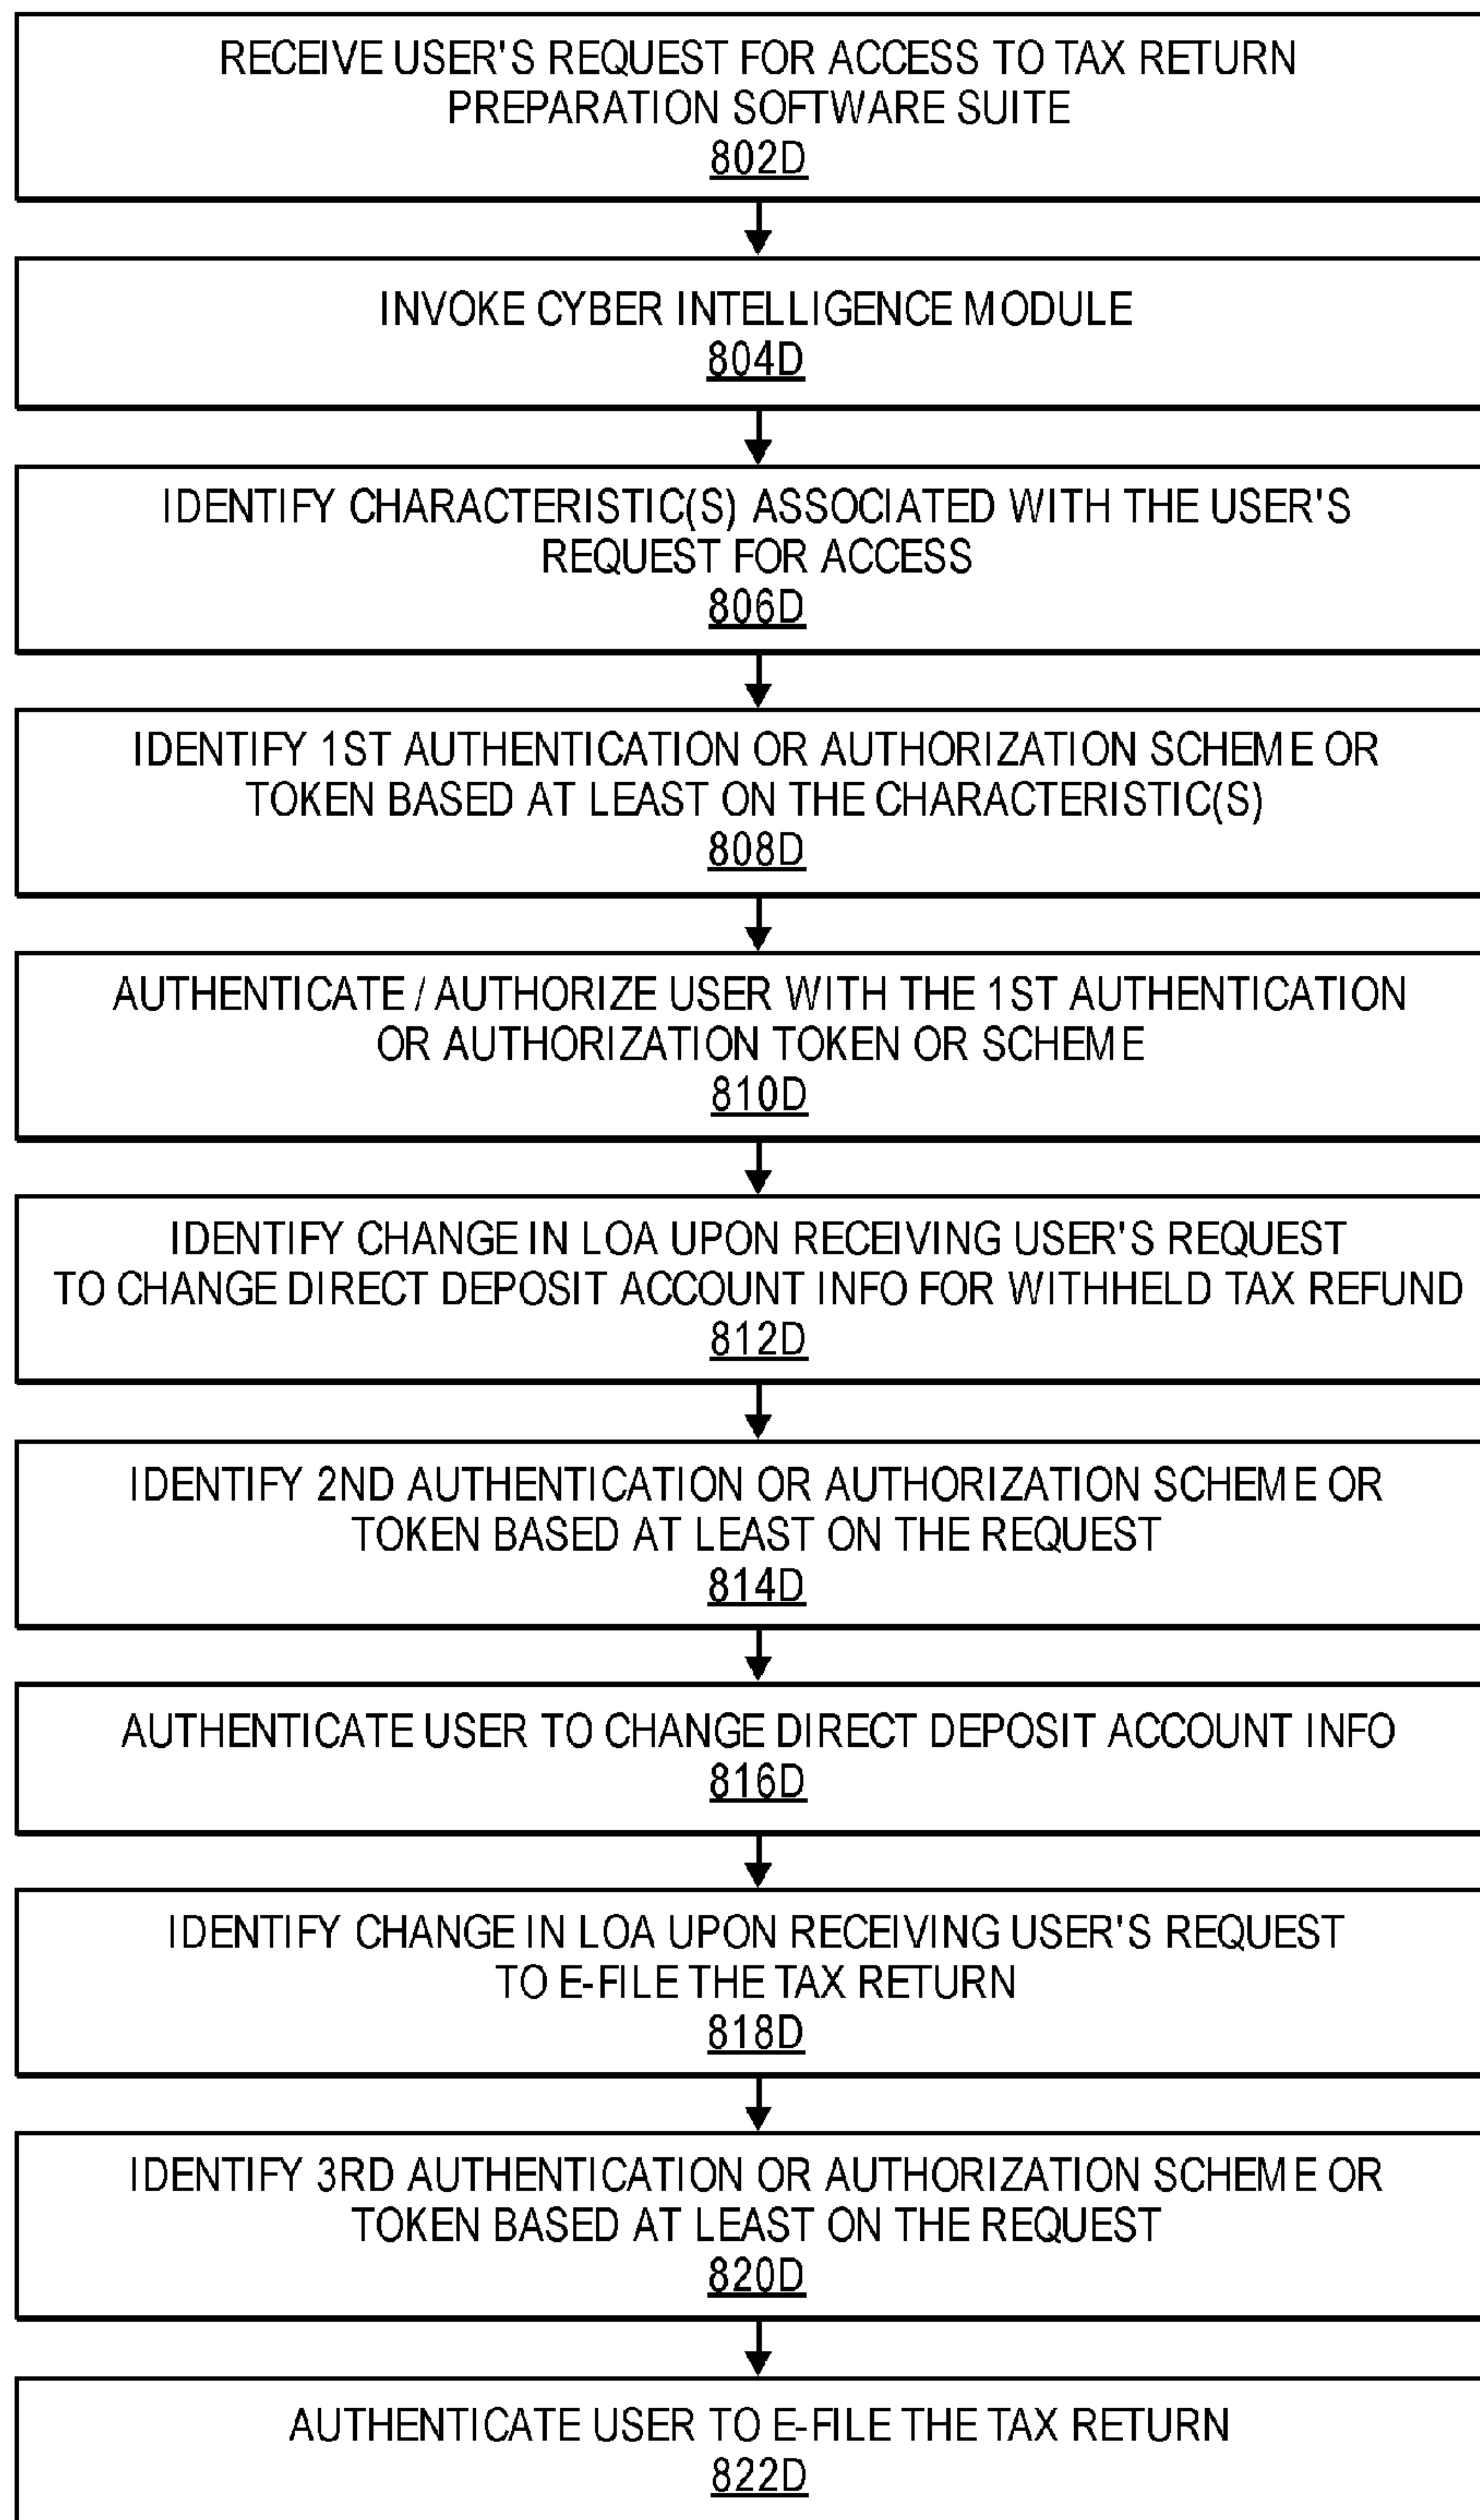 RECEIVE USER'S REQUEST FOR ACCESS TO TAX RETURN
PREPARATION SOFTWARE SUITE
802D
INVOKE CYBER INTELLIGENCE MODULE
804D
IDENTIFY CHARACTERISTIC(S) ASSOCIATED WITH THE USER'S
REQUEST FOR ACCESS
806D
IDENTIFY 1ST AUTHENTICATION OR AUTHORIZATION SCHEME OR
TOKEN BASED AT LEAST ON THE CHARACTERISTIC(S)
808D
AUTHENTICATE / AUTHORIZE USER WITH THE 1ST AUTHENTICATION
OR AUTHORIZATION TOKEN OR SCHEME
810D
IDENTIFY CHANGE IN LOA UPON RECEIVING USER'S REQUEST
TO CHANGE DIRECT DEPOSIT ACCOUNT INFO FOR WITHHELD TAX REFUND
812D
IDENTIFY 2ND AUTHENTICATION OR AUTHORIZATION SCHEME OR
TOKEN BASED AT LEAST ON THE REQUEST
814D
AUTHENTICATE USER TO CHANGE DIRECT DEPOSIT ACCOUNT INFO
816D
IDENTIFY CHANGE IN LOA UPON RECEIVING USER'S REQUEST
TO E-FILE THE TAX RETURN
818D
IDENTIFY 3RD AUTHENTICATION OR AUTHORIZATION SCHEME OR
TOKEN BASED AT LEAST ON THE REQUEST
820D
AUTHENTICATE USER TO E-FILE THE TAX RETURN
822D